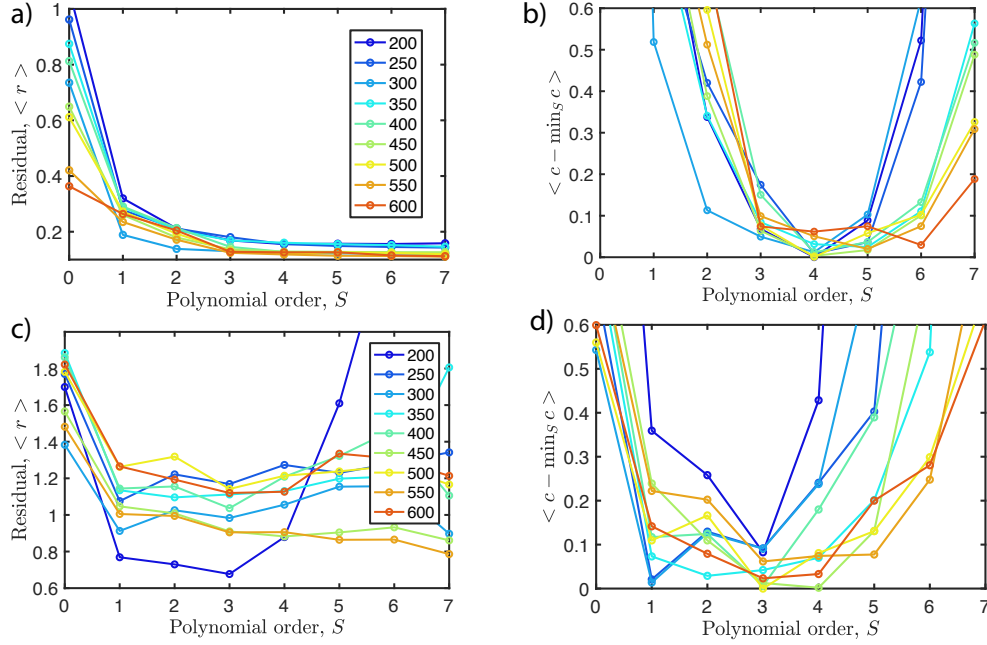 a)
1
0.8
0.6
0.4
0.2
0 1 2 3 4 5 6 7
Residual, < r >
Polynomial order, S
200
250
300
350
400
450
500
550
600
b)
0.6
0.5
0.4
0.3
0.2
0.1
0
0 1 2 3 4 5 6 7
< c − min_S c >
Polynomial order, S
c)
1.8
1.6
1.4
1.2
1
0.8
0.6
0 1 2 3 4 5 6 7
Residual, < r >
Polynomial order, S
200
250
300
350
400
450
500
550
600
d)
0.6
0.5
0.4
0.3
0.2
0.1
0
0 1 2 3 4 5 6 7
< c − min_S c >
Polynomial order, S